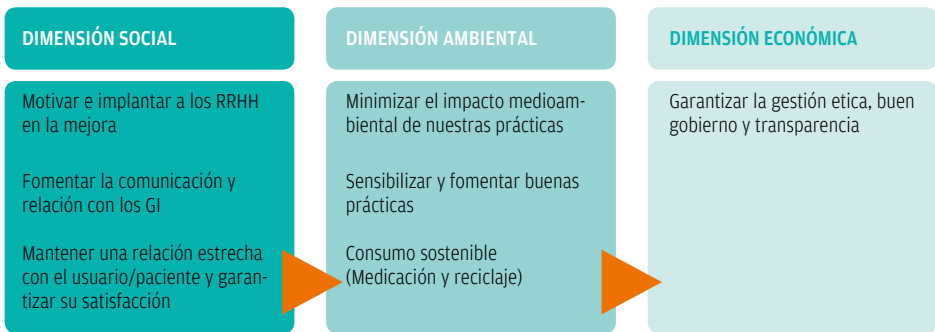 DIMENSIÓN SOCIAL
Motivar e implantar a los RRHH
en la mejora
Fomentar la comunicación y
relación con los GI
Mantener una relación estrecha
con el usuario/paciente y garan-
tizar su satisfacción
DIMENSIÓN AMBIENTAL
Minimizar el impacto medioam-
biental de nuestras prácticas
Sensibilizar y fomentar buenas
prácticas
Consumo sostenible
(Medicación y reciclaje)
DIMENSIÓN ECONÓMICA
Garantizar la gestión etica, buen
gobierno y transparencia